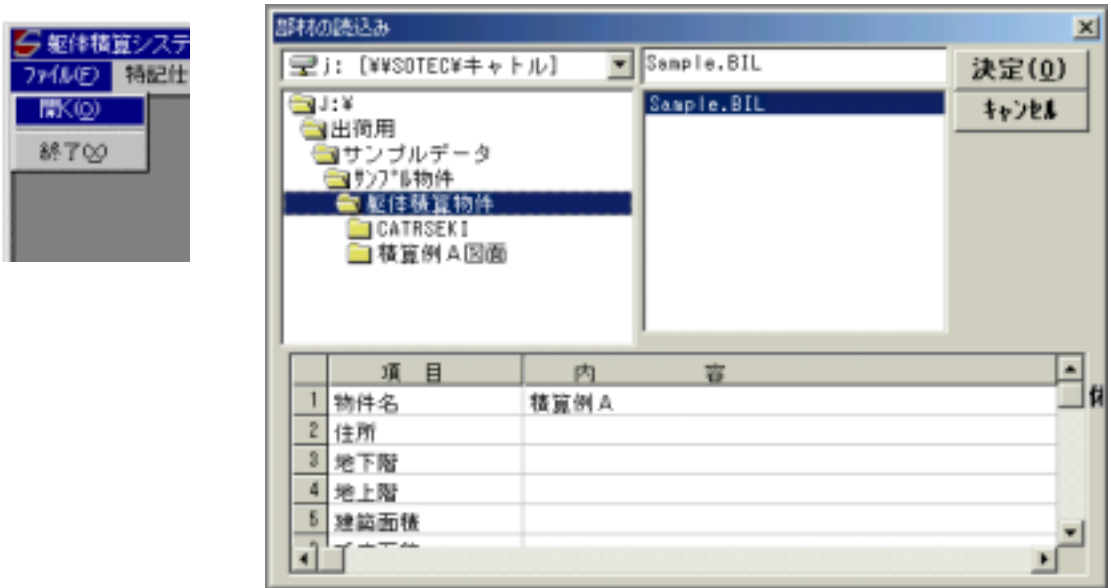 躯体積算システ
ファイル(F) 特記仕
開く(O)
終了(X)
部材の読込み
j: [¥¥SOTEC¥キャトル]
Sample.BIL
決定(O)
キャンセル
J:¥
出荷用
サンプルデータ
サンプル物件
躯体積算物件
CATRSEKI
積算例A図面
Sample.BIL
項 目 内 容
1 物件名 積算例A
2 住所
3 地下階
4 地上階
5 建築面積